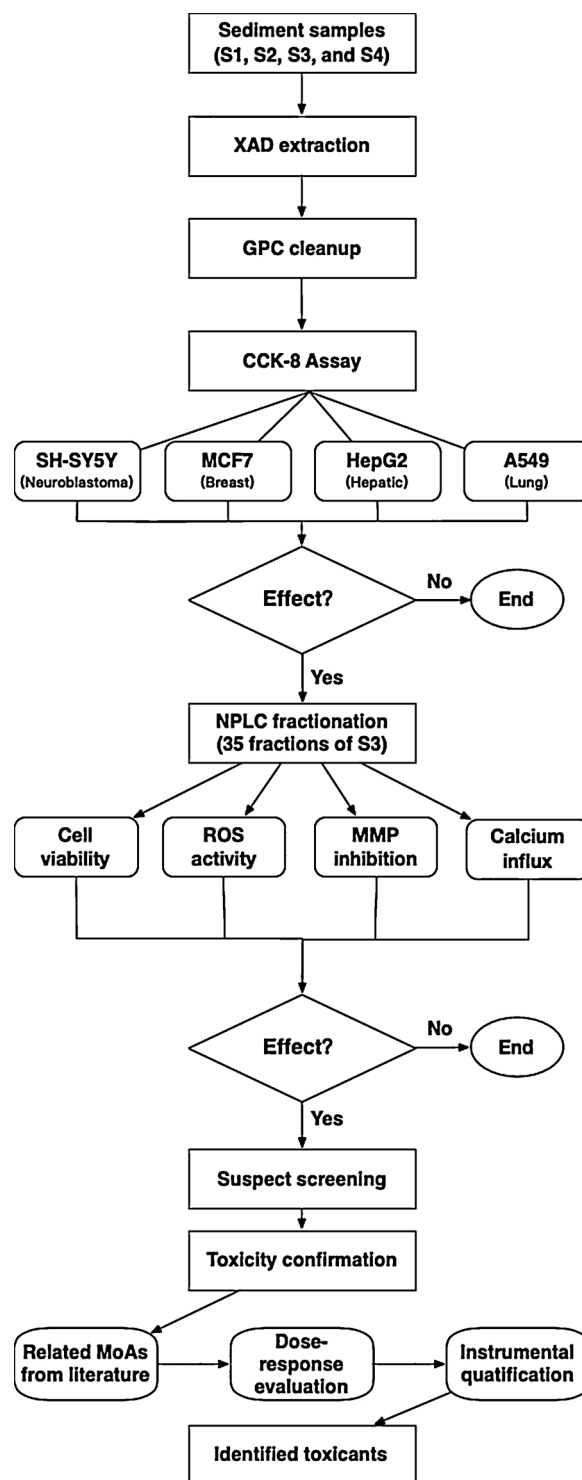 Sediment samples
(S1, S2, S3, and S4)
XAD extraction
GPC cleanup
CCK-8 Assay
SH-SY5Y
(Neuroblastoma)
MCF7
(Breast)
HepG2
(Hepatic)
A549
(Lung)
Effect?
No
End
Yes
NPLC fractionation
(35 fractions of S3)
Cell
viability
ROS
activity
MMP
inhibition
Calcium
influx
Effect?
No
End
Yes
Suspect screening
Toxicity confirmation
Related MoAs
from literature
Dose-
response
evaluation
Instrumental
quatification
Identified toxicants